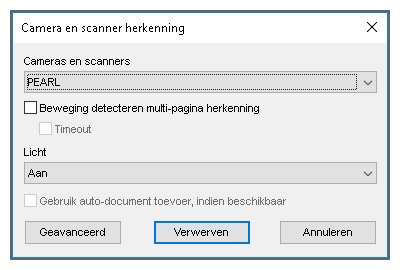 Camera en scanner herkenning
Cameras en scanners
PEARL
Beweging detecteren multi-pagina herkenning
Timeout
Licht
Aan
Gebruik auto-document toevoer, indien beschikbaar
Geavanceerd Verwerven Annuleren